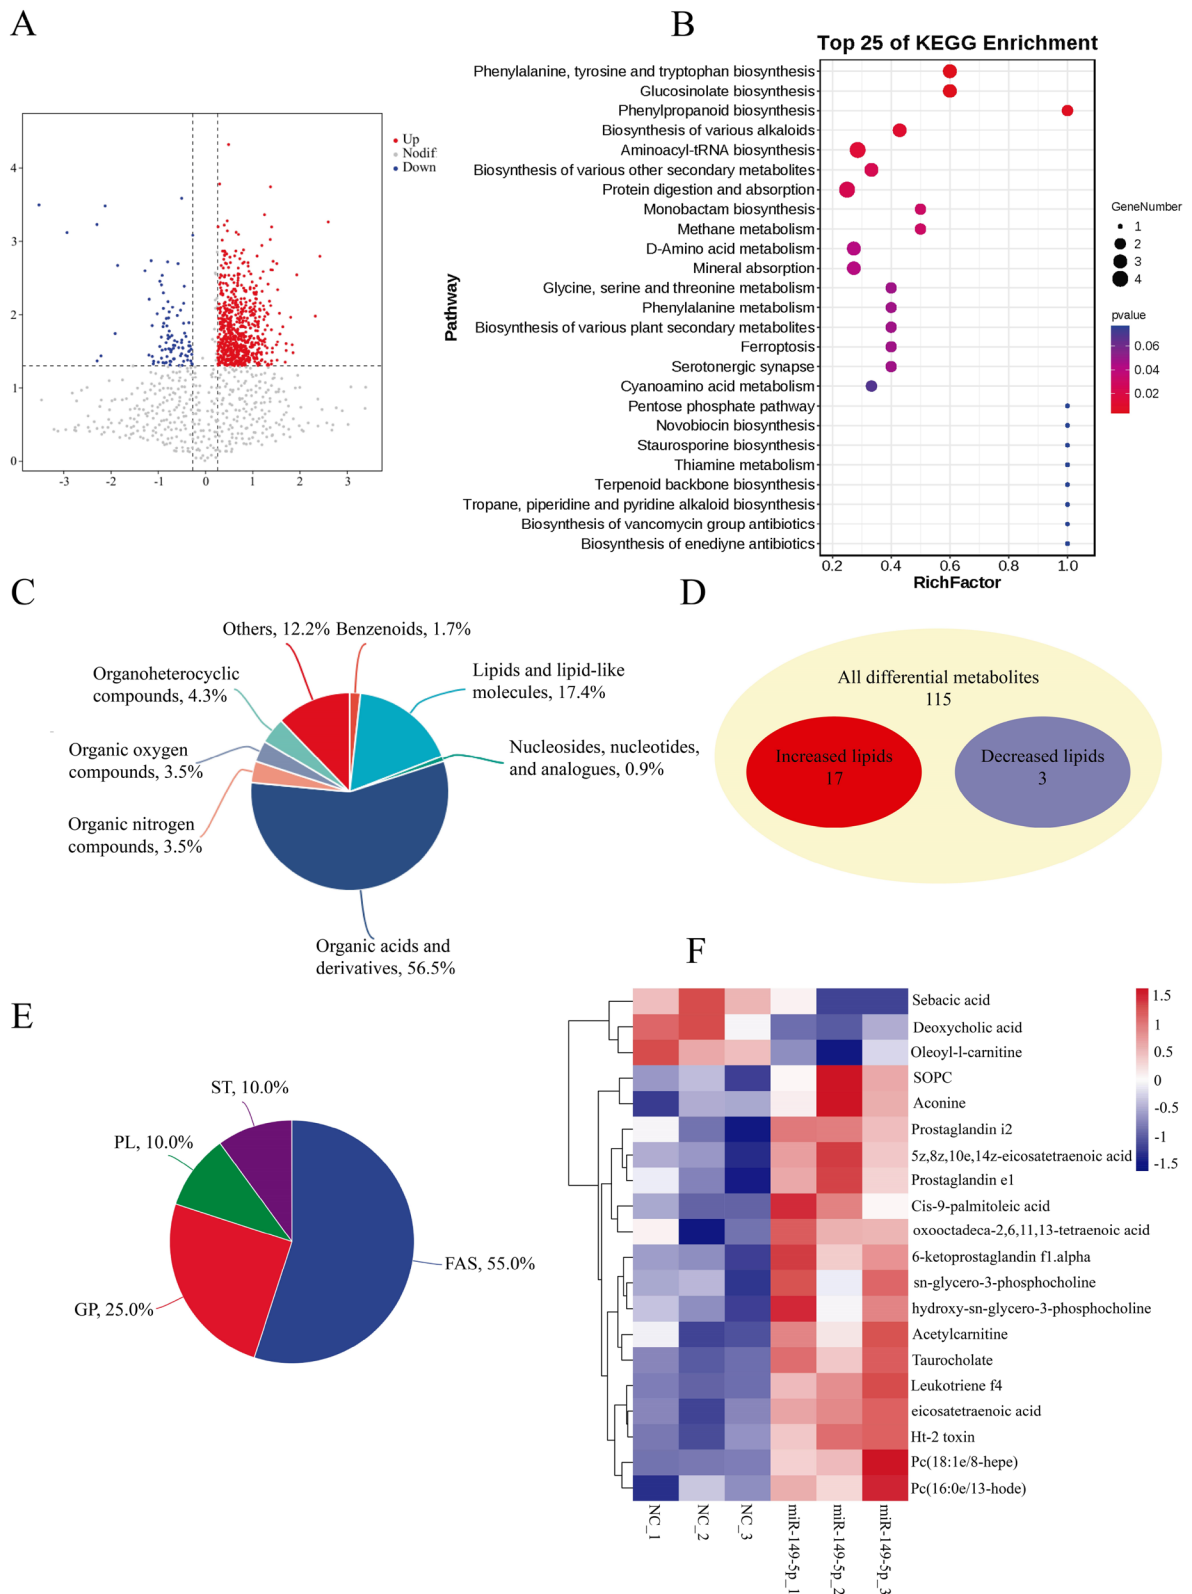 A
4
3
2
1
0
-3
-2
-1
0
1
2
3
Up
Nodif
Down
B
Top 25 of KEGG Enrichment
Pathway
Phenylalanine, tyrosine and tryptophan biosynthesis
Glucosinolate biosynthesis
Phenylpropanoid biosynthesis
Biosynthesis of various alkaloids
Aminoacyl-tRNA biosynthesis
Biosynthesis of various other secondary metabolites
Protein digestion and absorption
Monobactam biosynthesis
Methane metabolism
D-Amino acid metabolism
Mineral absorption
Glycine, serine and threonine metabolism
Phenylalanine metabolism
Biosynthesis of various plant secondary metabolites
Ferroptosis
Serotonergic synapse
Cyanoamino acid metabolism
Pentose phosphate pathway
Novobiocin biosynthesis
Staurosporine biosynthesis
Thiamine metabolism
Terpenoid backbone biosynthesis
Tropane, piperidine and pyridine alkaloid biosynthesis
Biosynthesis of vancomycin group antibiotics
Biosynthesis of enediyne antibiotics
0.2
0.4
0.6
0.8
1.0
RichFactor
GeneNumber
1
2
3
4
pvalue
0.06
0.04
0.02
C
Others, 12.2%
Benzenoids, 1.7%
Organoheterocyclic
compounds, 4.3%
Lipids and lipid-like
molecules, 17.4%
Organic oxygen
compounds, 3.5%
Nucleosides, nucleotides,
and analogues, 0.9%
Organic nitrogen
compounds, 3.5%
Organic acids and
derivatives, 56.5%
D
All differential metabolites
115
Increased lipids
17
Decreased lipids
3
E
ST, 10.0%
PL, 10.0%
GP, 25.0%
FAS, 55.0%
F
Sebacic acid
Deoxycholic acid
Oleoyl-l-carnitine
SOPC
Aconine
Prostaglandin i2
5z,8z,10e,14z-eicosatetraenoic acid
Prostaglandin e1
Cis-9-palmitoleic acid
oxooctadeca-2,6,11,13-tetraenoic acid
6-ketoprostaglandin f1.alpha
sn-glycero-3-phosphocholine
hydroxy-sn-glycero-3-phosphocholine
Acetylcarnitine
Taurocholate
Leukotriene f4
eicosatetraenoic acid
Ht-2 toxin
Pc(18:1e/8-hepe)
Pc(16:0e/13-hode)
NC_1
NC_2
NC_3
miR-149-5p_1
miR-149-5p_2
miR-149-5p_3
1.5
1
0.5
0
-0.5
-1
-1.5